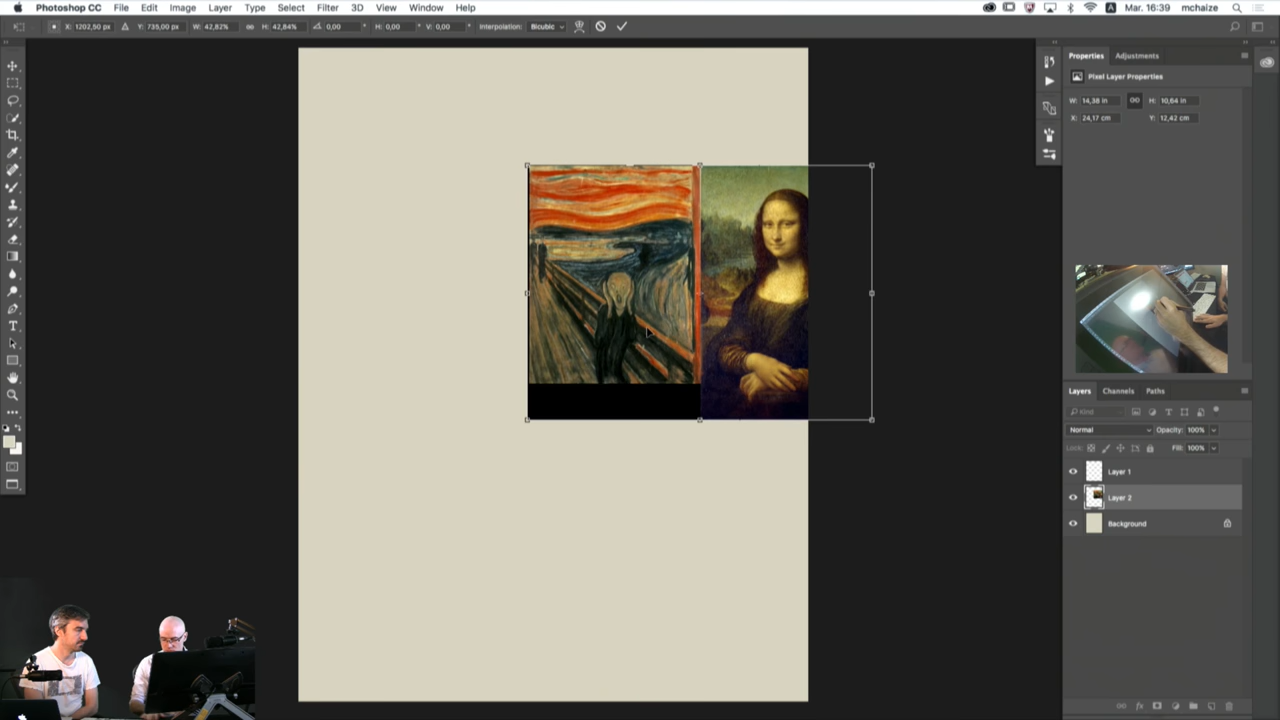 Photoshop CC File Edit Image Layer Type Select Filter 3D View Window Help Mar. 16:39 mchaize
X: 1202,50 px Y: 739,00 px W: 42,82% H: 42,84% 0,00 ° H: 0,00 ° V: 0,00 ° Interpolation: Bicubic
Properties Adjustments
Pixel Layer Properties
W: 14,38 in H: 10,64 in
X: 24,17 cm Y: 12,42 cm
Layers Channels Paths
Kind
Normal Opacity: 100%
Lock: Fill: 100%
Layer 1
Layer 2
Background